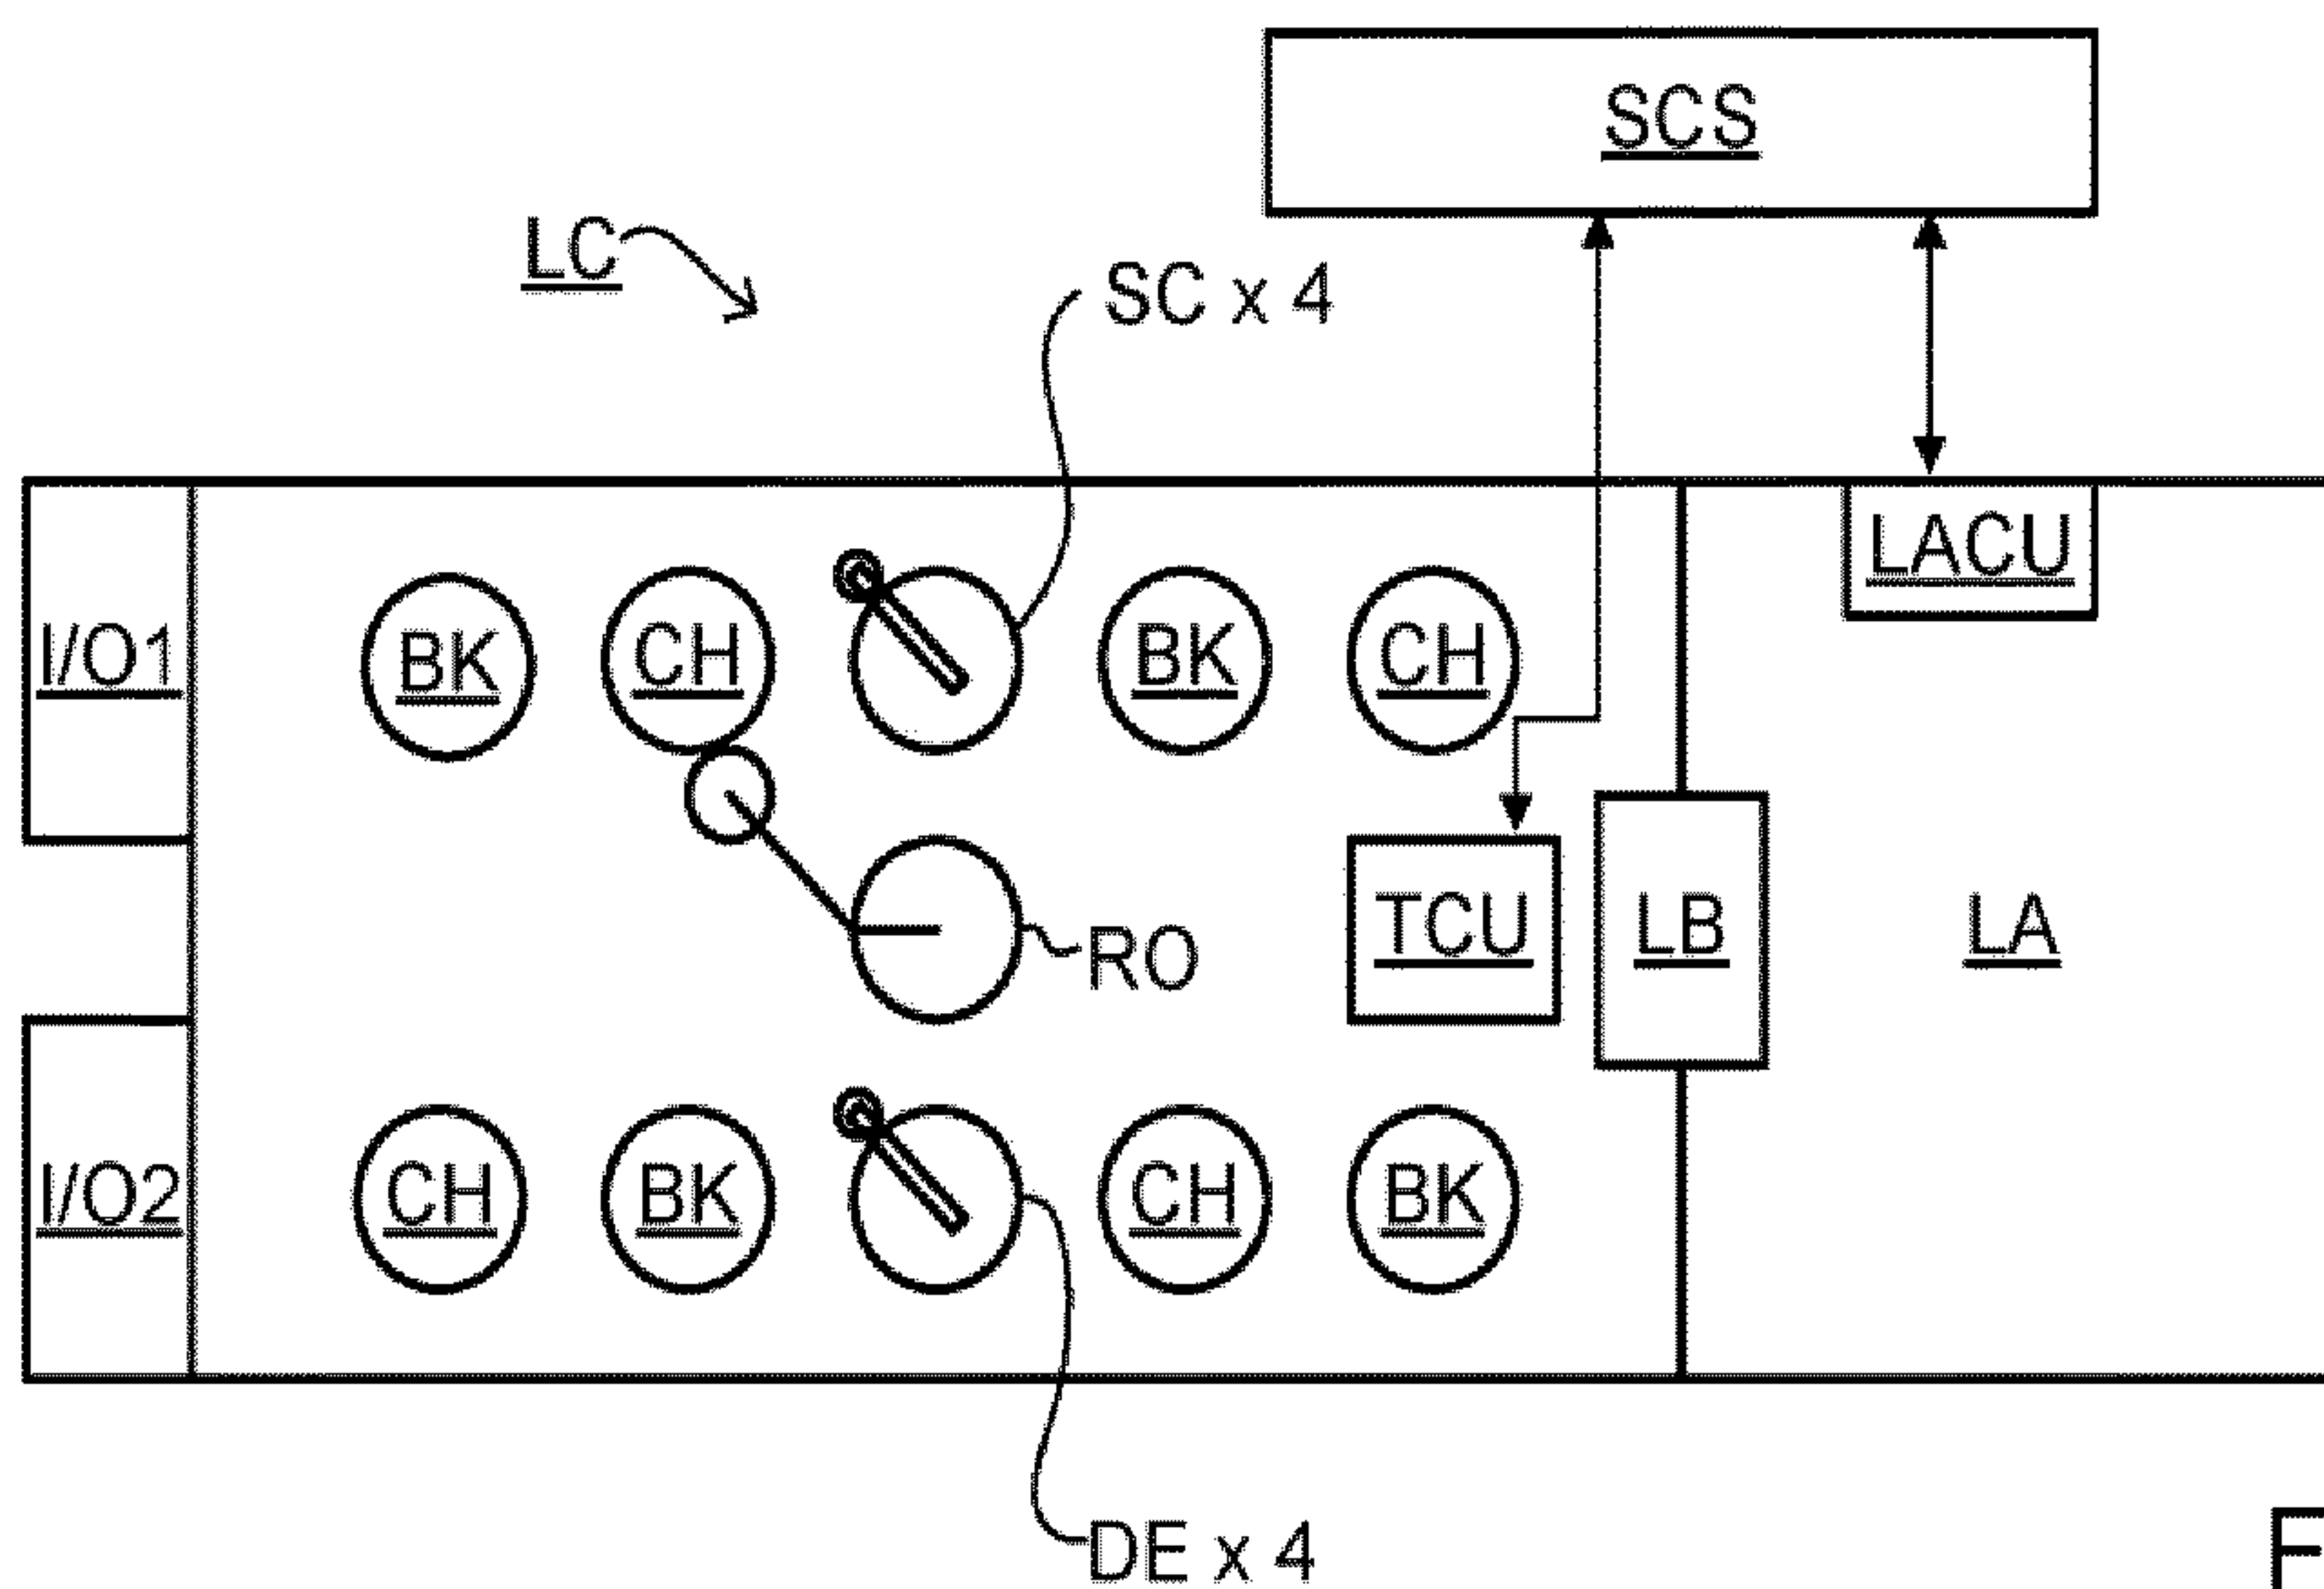 SCS
LC
SC x 4
LACU
I/O1
BK
CH
BK
CH
TCU
LB
LA
RO
I/O2
CH
BK
CH
BK
DE x 4
F